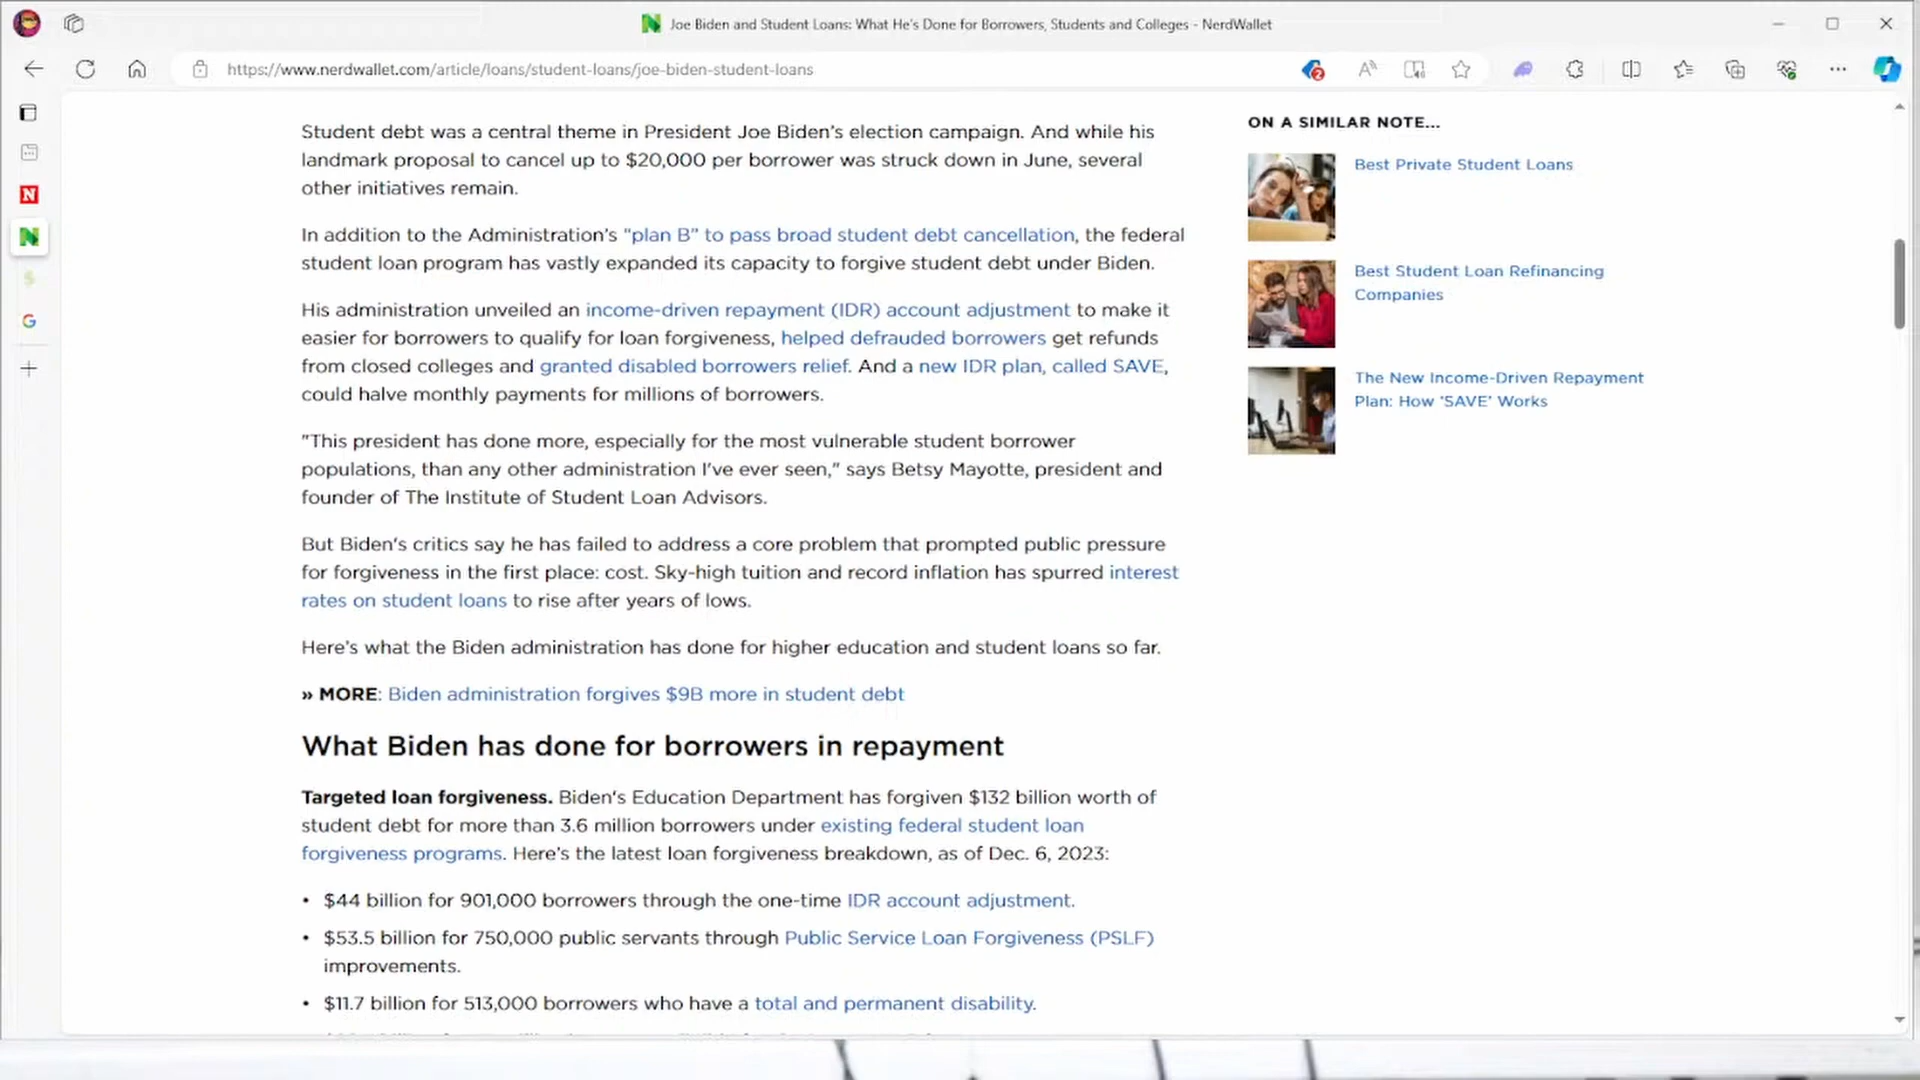 Joe Biden and Student Loans: What He's Done for Borrowers, Students and Colleges - NerdWallet
https://www.nerdwallet.com/article/loans/student-loans/joe-biden-student-loans
2
Student debt was a central theme in President Joe Biden's election campaign. And while his
landmark proposal to cancel up to $20,000 per borrower was struck down in June, several
other initiatives remain.
In addition to the Administration's "plan B" to pass broad student debt cancellation, the federal
student loan program has vastly expanded its capacity to forgive student debt under Biden.
His administration unveiled an income-driven repayment (IDR) account adjustment to make it
easier for borrowers to qualify for loan forgiveness, helped defrauded borrowers get refunds
from closed colleges and granted disabled borrowers relief. And a new IDR plan, called SAVE,
could halve monthly payments for millions of borrowers.
"This president has done more, especially for the most vulnerable student borrower
populations, than any other administration I've ever seen," says Betsy Mayotte, president and
founder of The Institute of Student Loan Advisors.
But Biden's critics say he has failed to address a core problem that prompted public pressure
for forgiveness in the first place: cost. Sky-high tuition and record inflation has spurred interest
rates on student loans to rise after years of lows.
Here's what the Biden administration has done for higher education and student loans so far.
» MORE: Biden administration forgives $9B more in student debt
What Biden has done for borrowers in repayment
Targeted loan forgiveness. Biden's Education Department has forgiven $132 billion worth of
student debt for more than 3.6 million borrowers under existing federal student loan
forgiveness programs. Here's the latest loan forgiveness breakdown, as of Dec. 6, 2023:
• $44 billion for 901,000 borrowers through the one-time IDR account adjustment.
• $53.5 billion for 750,000 public servants through Public Service Loan Forgiveness (PSLF)
improvements.
• $11.7 billion for 513,000 borrowers who have a total and permanent disability.
ON A SIMILAR NOTE...
Best Private Student Loans
Best Student Loan Refinancing
Companies
The New Income-Driven Repayment
Plan: How 'SAVE' Works